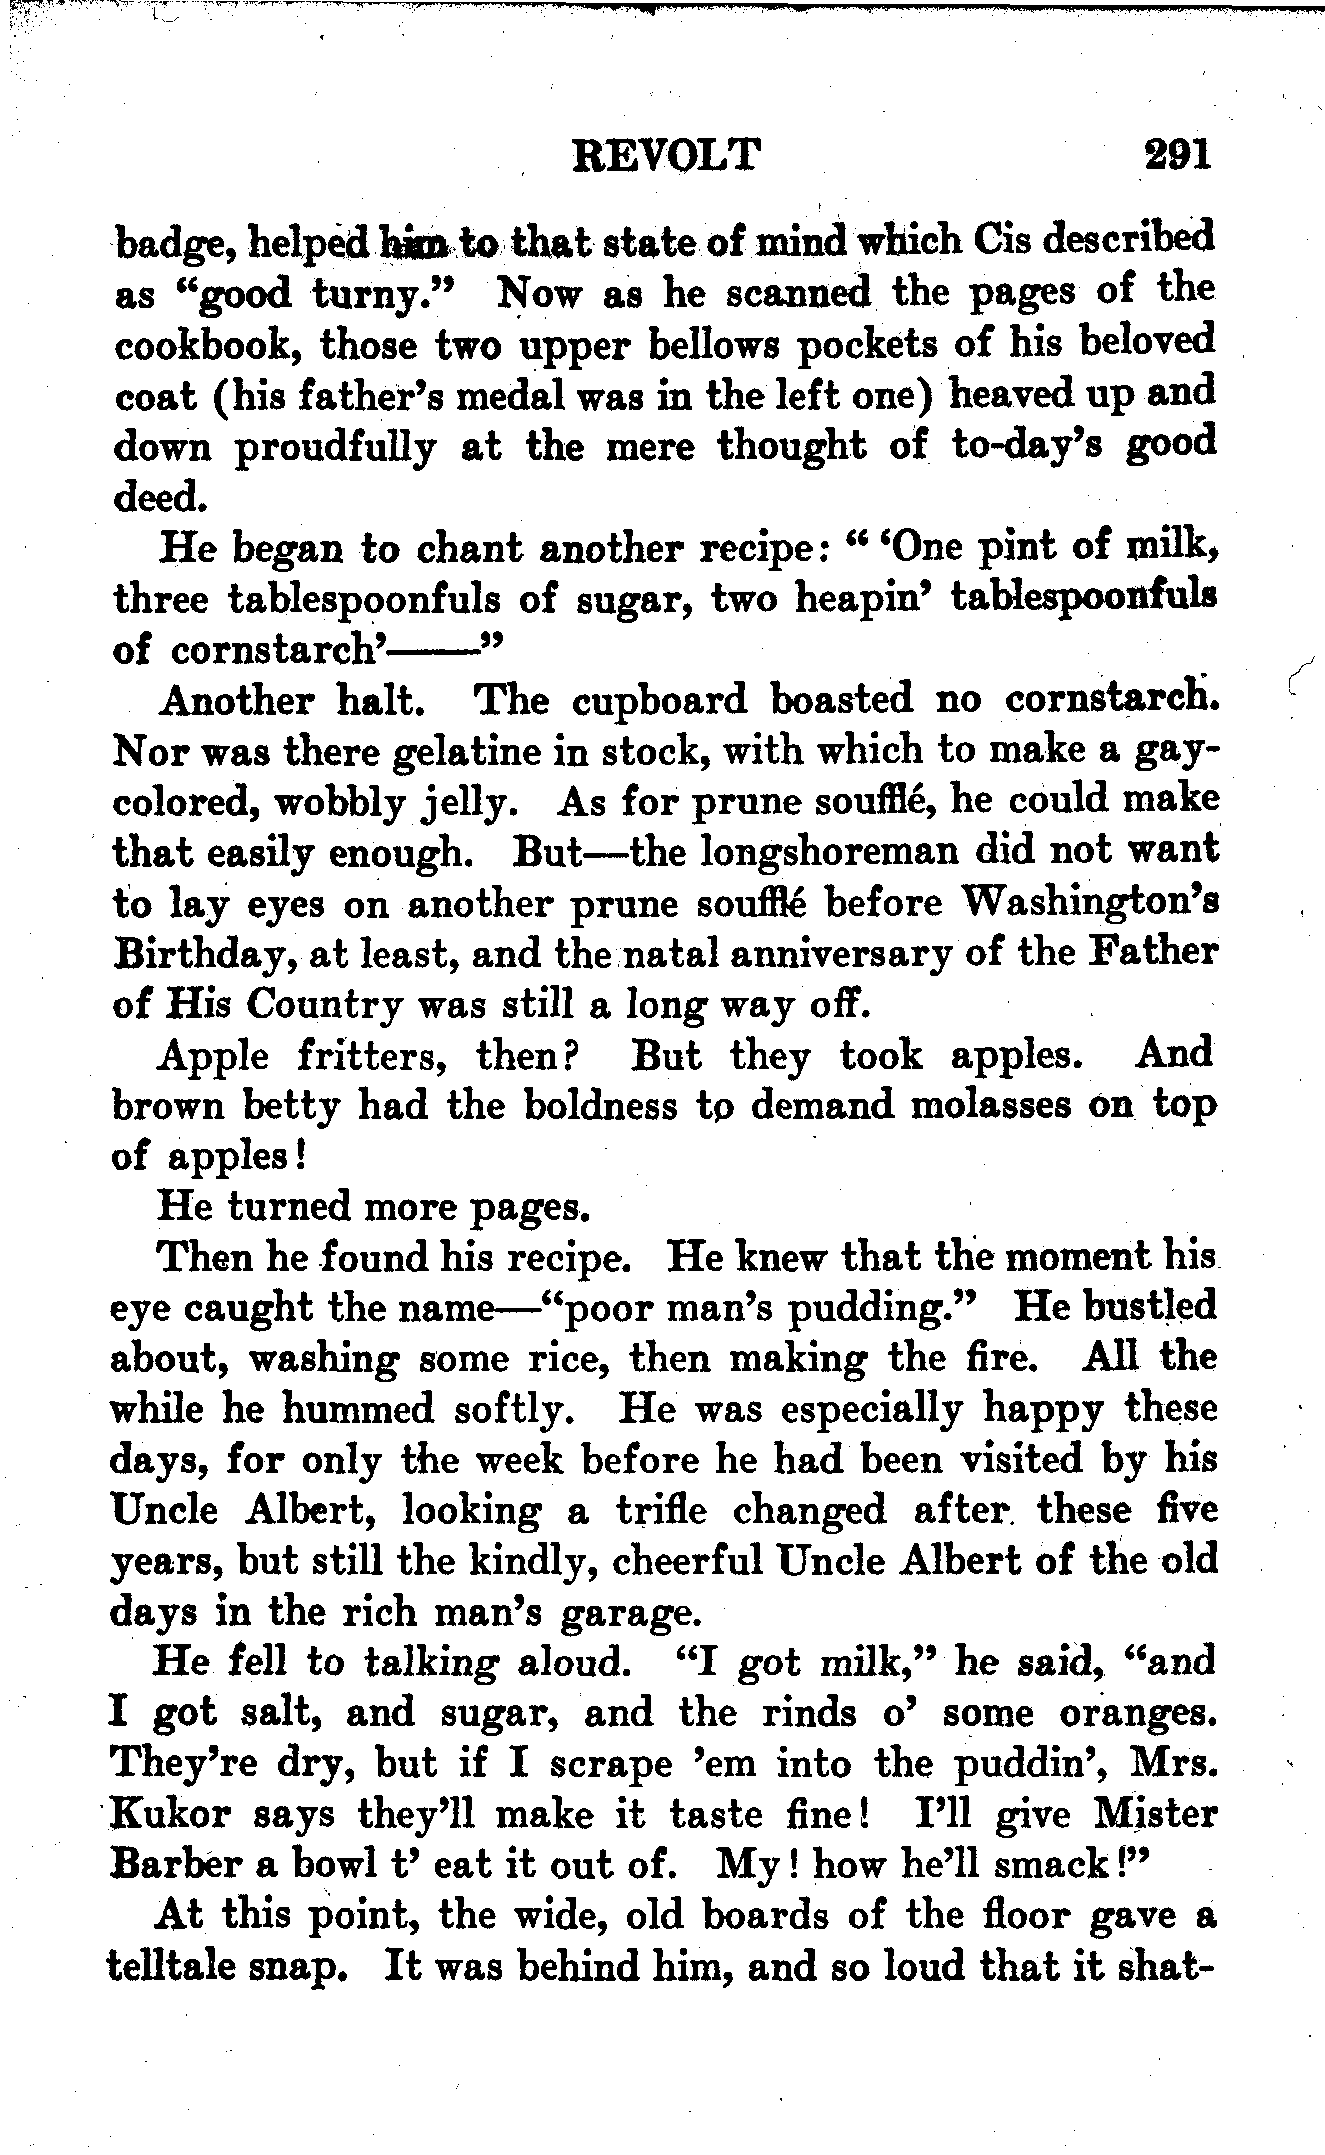 REVOLT 291
badge, helped him to that state of mind which Cis described
as “good turny.” Now as he scanned the pages of the
cookbook, those two upper bellows pockets of his beloved
coat (his father’s medal was in the left one) heaved up and
down proudfully at the mere thought of to-day’s good
deed.
He began to chant another recipe: “ ‘One pint of milk,
three tablespoonfuls of sugar, two heapin’ tablespoonfuls
of cornstarch’——”
Another halt. The cupboard boasted no cornstarch.
Nor was there gelatine in stock, with which to make a gay-
colored, wobbly jelly. As for prune soufflé, he could make
that easily enough. But—the longshoreman did not want
to lay eyes on another prune soufflé before Washington’s
Birthday, at least, and the natal anniversary of the Father
of His Country was still a long way off.
Apple fritters, then? But they took apples. And
brown betty had the boldness to demand molasses on top
of apples!
He turned more pages.
Then he found his recipe. He knew that the moment his
eye caught the name—“poor man’s pudding.” He bustled
about, washing some rice, then making the fire. All the
while he hummed softly. He was especially happy these
days, for only the week before he had been visited by his
Uncle Albert, looking a trifle changed after these five
years, but still the kindly, cheerful Uncle Albert of the old
days in the rich man’s garage.
He fell to talking aloud. “I got milk,” he said, “and
I got salt, and sugar, and the rinds o’ some oranges.
They’re dry, but if I scrape ’em into the puddin’, Mrs.
Kukor says they’ll make it taste fine! I’ll give Mister
Barber a bowl t’ eat it out of. My! how he’ll smack!”
At this point, the wide, old boards of the floor gave a
telltale snap. It was behind him, and so loud that it shat-